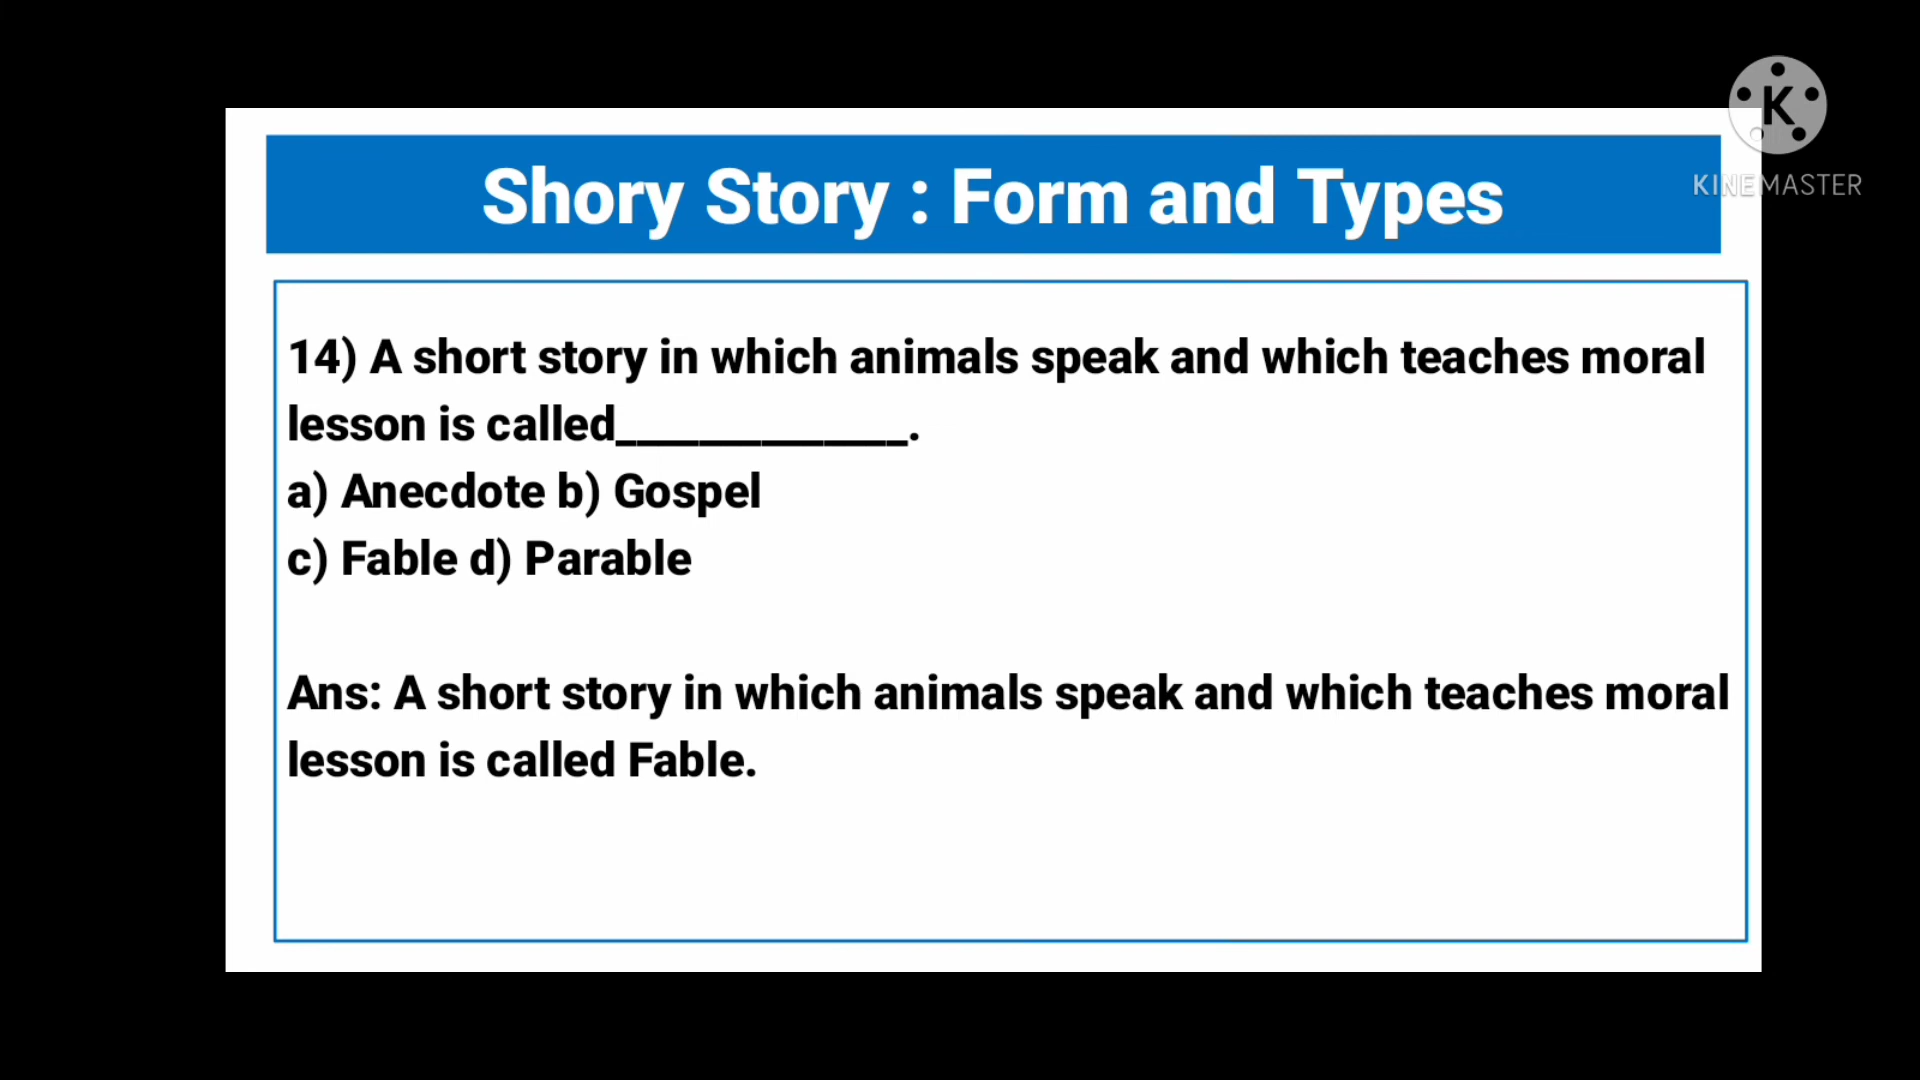 K
KINEMASTER
Shory Story : Form and Types
14) A short story in which animals speak and which teaches moral
lesson is called______________.
a) Anecdote b) Gospel
c) Fable d) Parable
Ans: A short story in which animals speak and which teaches moral
lesson is called Fable.